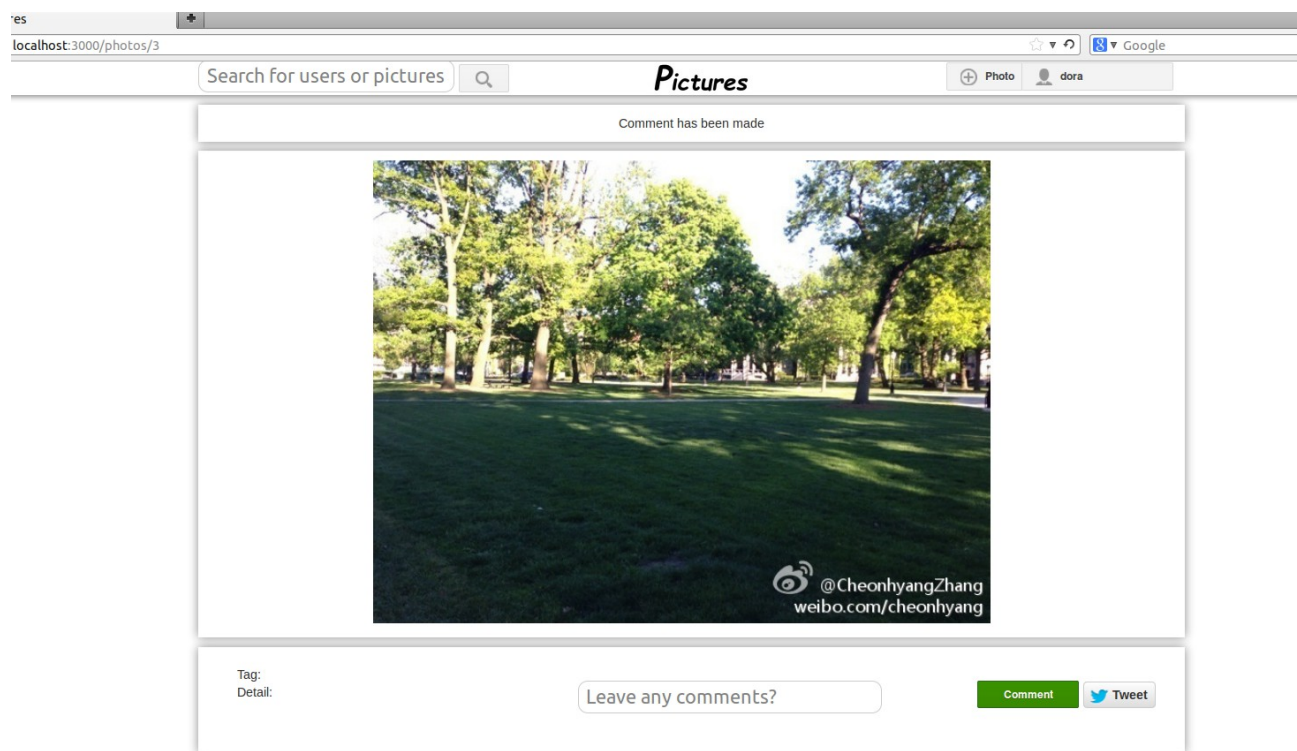 res
localhost:3000/photos/3
Google
Search for users or pictures
Pictures
Photo
dora
Comment has been made
@CheonhyangZhang
weibo.com/cheonhyang
Tag:
Detail:
Leave any comments?
Comment
Tweet